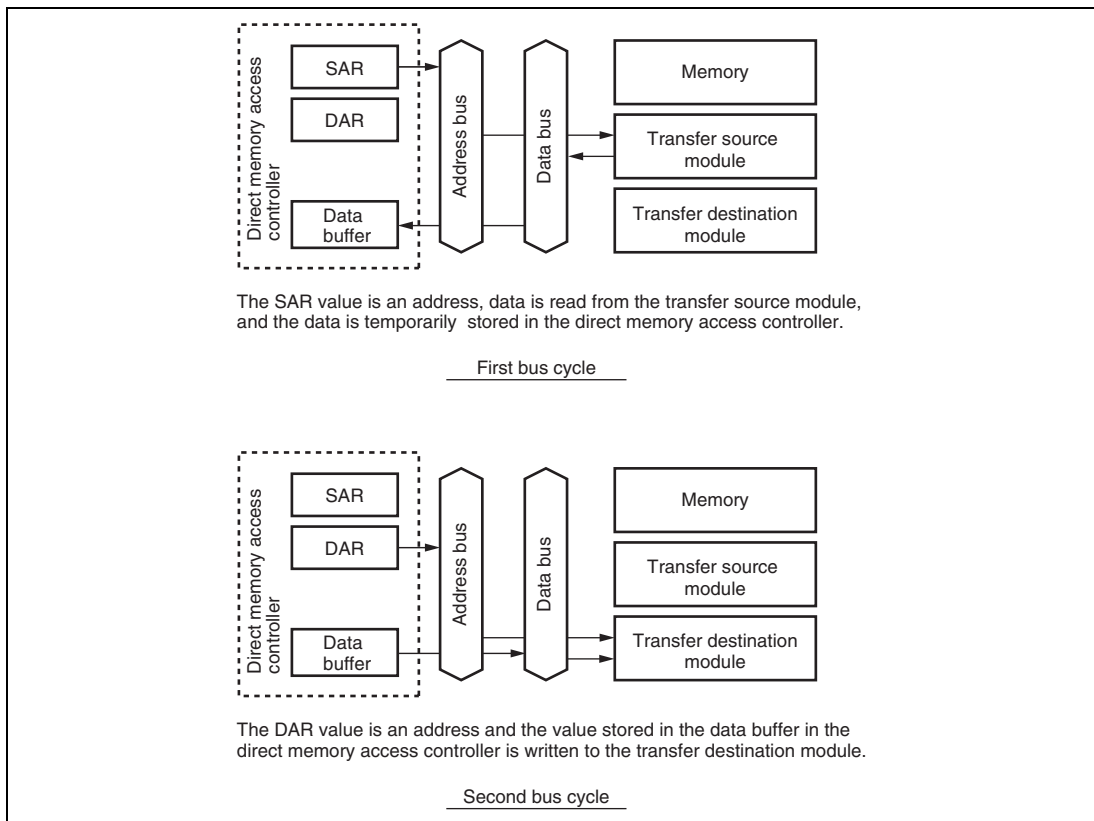 Direct memory access
controller
SAR
DAR
Data
buffer
Address bus
Data bus
Memory
Transfer source
module
Transfer destination
module
The SAR value is an address, data is read from the transfer source module,
and the data is temporarily stored in the direct memory access controller.
First bus cycle
Direct memory access
controller
SAR
DAR
Data
buffer
Address bus
Data bus
Memory
Transfer source
module
Transfer destination
module
The DAR value is an address and the value stored in the data buffer in the
direct memory access controller is written to the transfer destination module.
Second bus cycle